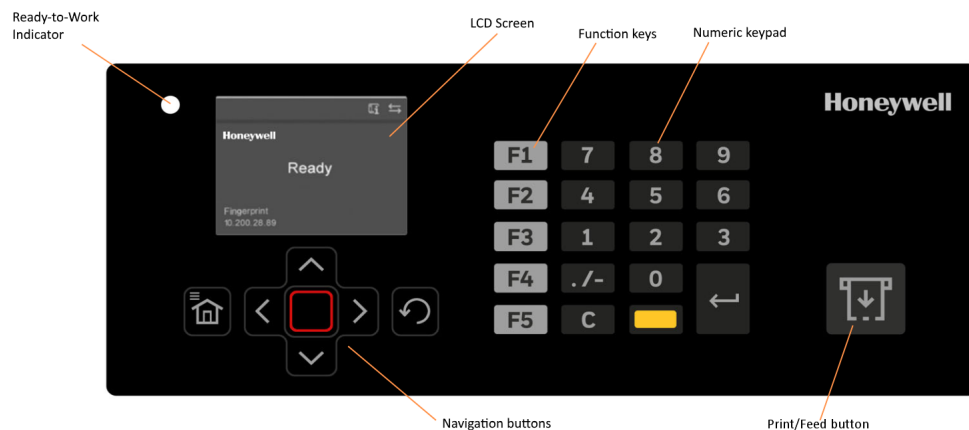 Ready-to-Work
Indicator
LCD Screen
Function keys
Numeric keypad
Honeywell
Honeywell
Ready
Fingerprint
10.200.28.89
F1 7 8 9
F2 4 5 6
F3 1 2 3
F4 ./- 0
F5 C
Navigation buttons
Print/Feed button